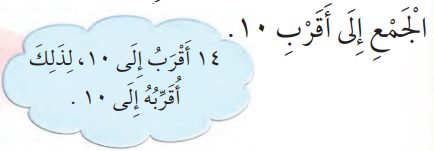 الْجَمْعِ إِلَى أَقَرْبِ ١٠.
١٤ أَقْرَبُ إِلَى ١٠، لِذَلِكَ
أُقَرِّبُهُ إِلَى ١٠ .